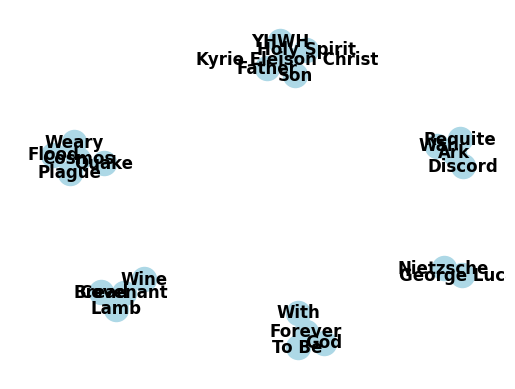 YHWH
Holy Spirit
Kyrie Eleison Christ
Father
Son
Weary
Flood
Cosmos
Quake
Plague
Requite
War
Ark
Discord
Nietzsche
George Luc
Wine
Bread
Covenant
Lamb
With
Forever
To Be
God